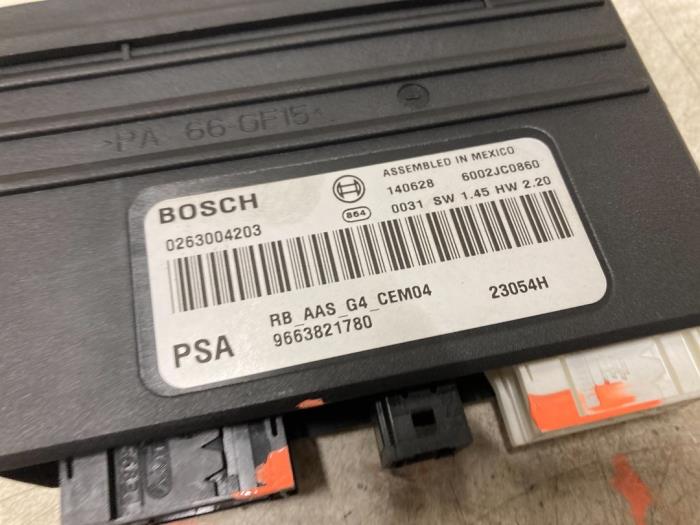 >PA 66-GF15<
BOSCH
ASSEMBLED IN MEXICO
140628 6002JC0860
864 0031 SW 1.45 HW 2.20
0263004203
RB_AAS_G4_CEM04 23054H
PSA 9663821780